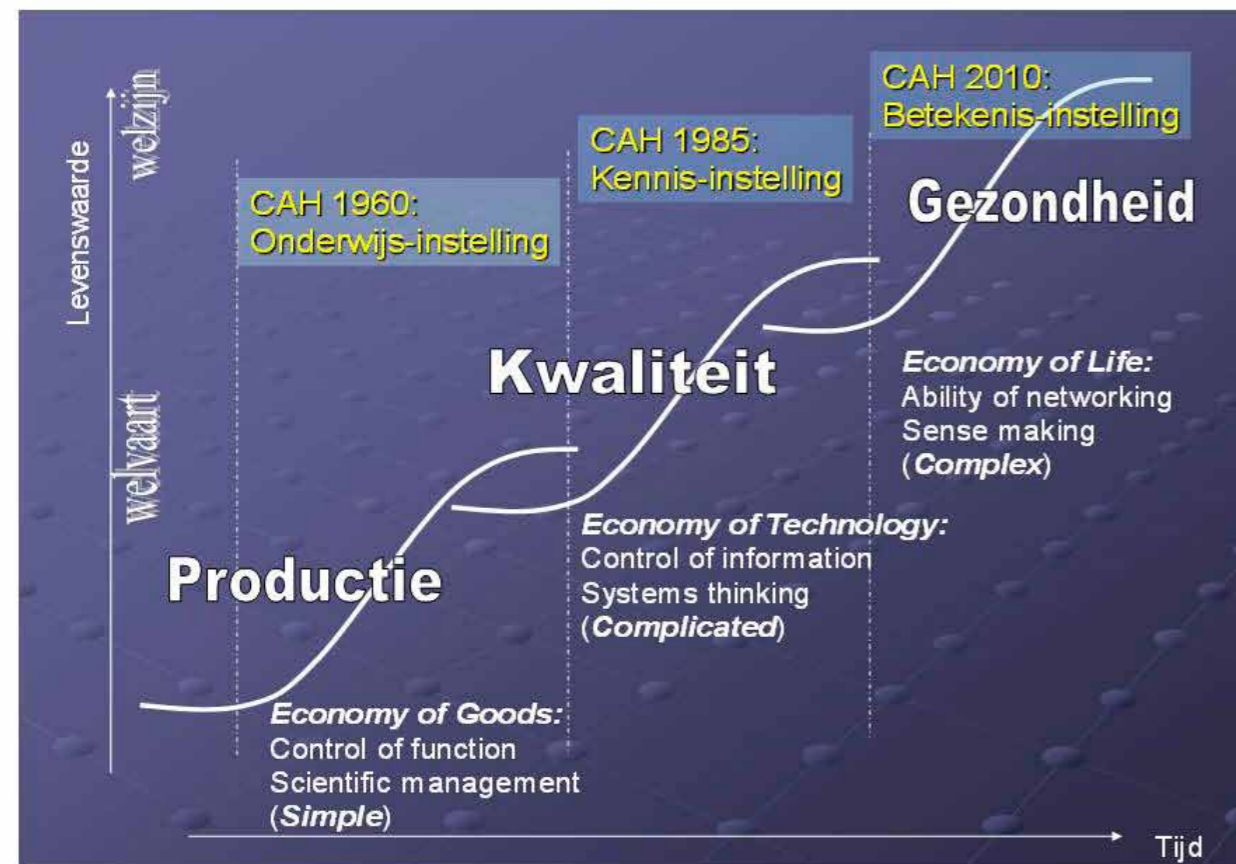 Levenswaarde
welzijn
welvaart
CAH 1960:
Onderwijs-instelling
CAH 1985:
Kennis-instelling
CAH 2010:
Betekenis-instelling
Productie
Kwaliteit
Gezondheid
Economy of Goods:
Control of function
Scientific management
(Simple)
Economy of Technology:
Control of information
Systems thinking
(Complicated)
Economy of Life:
Ability of networking
Sense making
(Complex)
Tijd